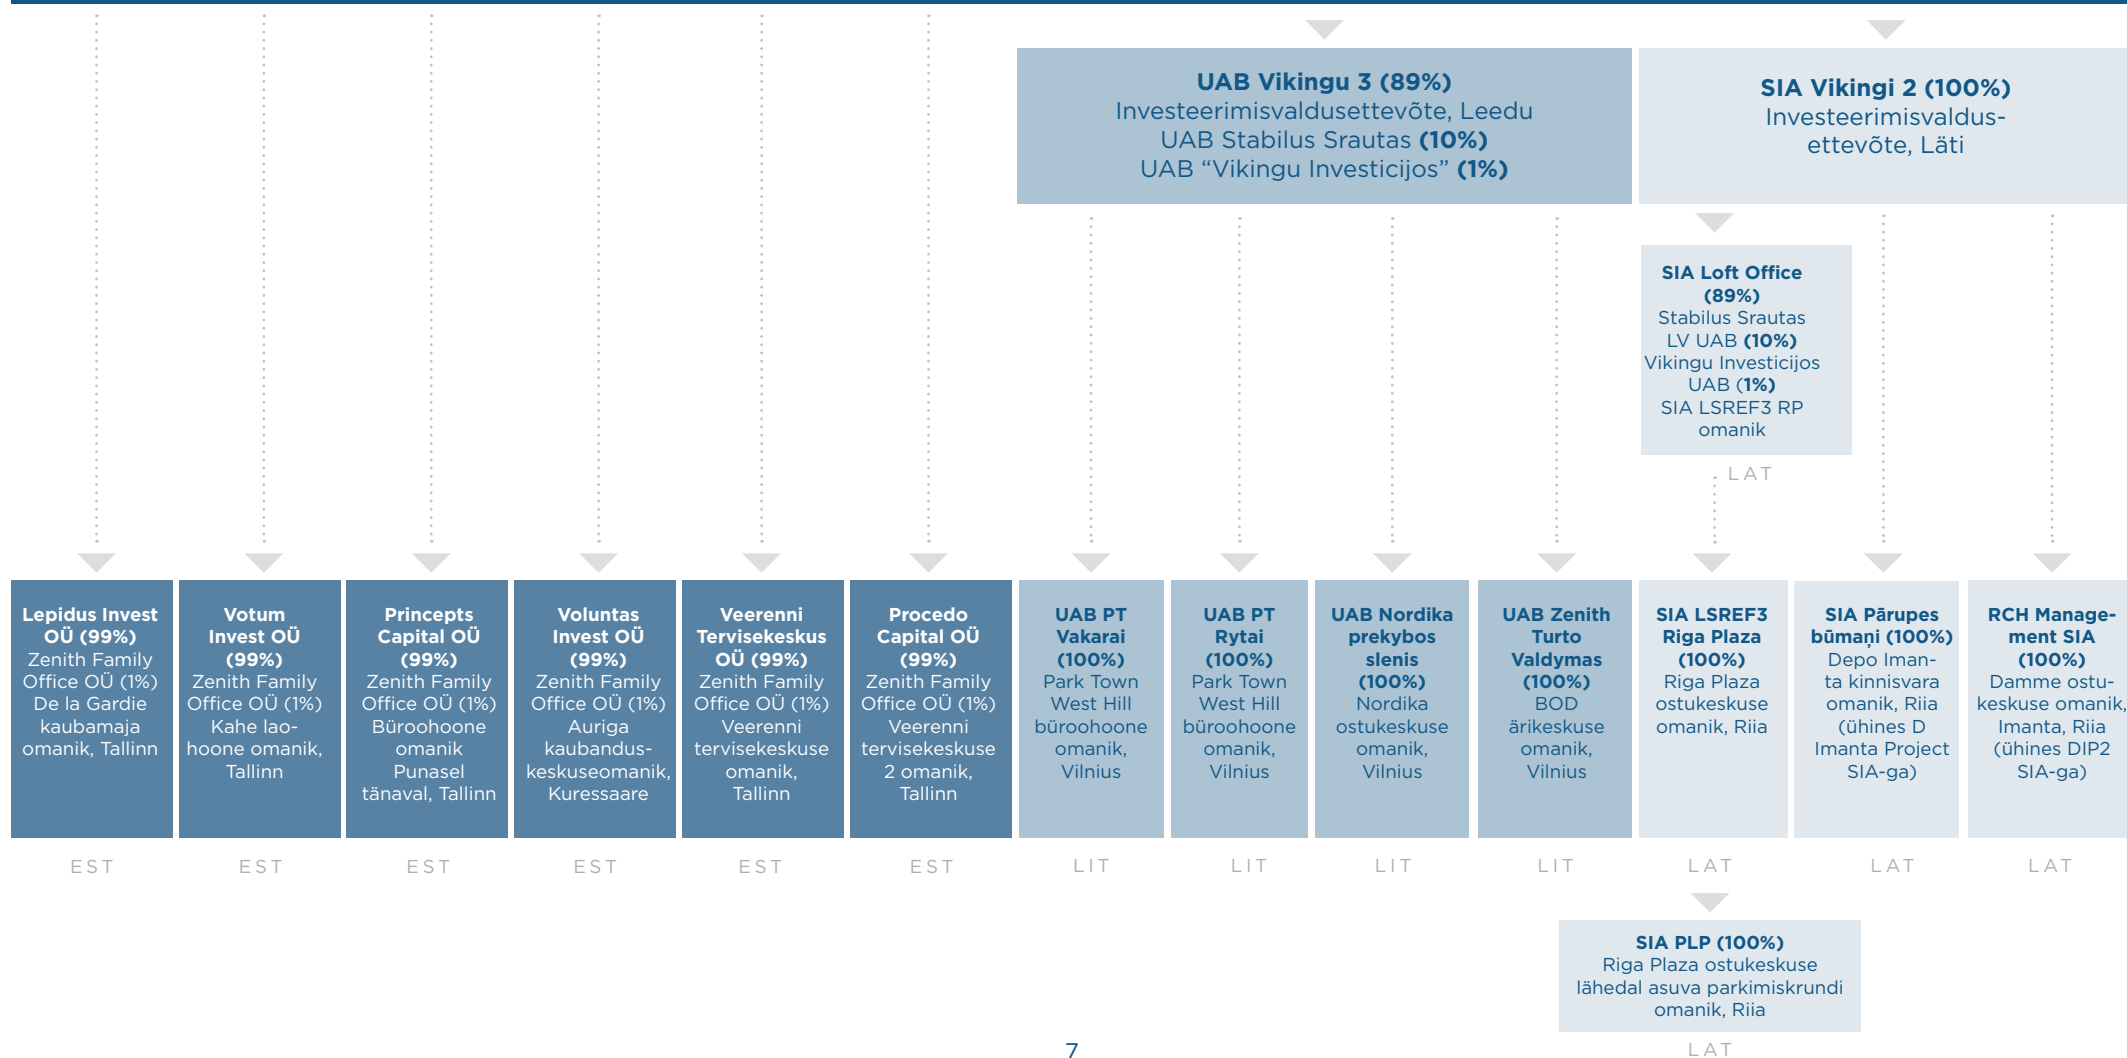 UAB Vikingu 3 (89%)
Investeerimisvaldusettevõte, Leedu
UAB Stabilus Srautas (10%)
UAB “Vikingu Investicijos” (1%)
SIA Vikingi 2 (100%)
Investeerimisvaldus-
ettevõte, Läti
SIA Loft Office
(89%)
Stabilus Srautas
LV UAB (10%)
Vikingu Investicijos
UAB (1%)
SIA LSREF3 RP
omanik
LAT
Lepidus Invest
OÜ (99%)
Zenith Family
Office OÜ (1%)
De la Gardie
kaubamaja
omanik, Tallinn
EST
Votum
Invest OÜ
(99%)
Zenith Family
Office OÜ (1%)
Kahe lao-
hoone omanik,
Tallinn
EST
Princepts
Capital OÜ
(99%)
Zenith Family
Office OÜ (1%)
Büroohoone
omanik
Punasel
tänaval, Tallinn
EST
Voluntas
Invest OÜ
(99%)
Zenith Family
Office OÜ (1%)
Auriga
kaubandus-
keskuseomanik,
Kuressaare
EST
Veerenni
Tervisekeskus
OÜ (99%)
Zenith Family
Office OÜ (1%)
Veerenni
tervisekeskuse
omanik,
Tallinn
EST
Procedo
Capital OÜ
(99%)
Zenith Family
Office OÜ (1%)
Veerenni
tervisekeskuse
2 omanik,
Tallinn
EST
UAB PT
Vakarai
(100%)
Park Town
West Hill
büroohoone
omanik,
Vilnius
LIT
UAB PT
Rytai
(100%)
Park Town
West Hill
büroohoone
omanik,
Vilnius
LIT
UAB Nordika
prekybos
slenis
(100%)
Nordika
ostukeskuse
omanik,
Vilnius
LIT
UAB Zenith
Turto
Valdymas
(100%)
BOD
ärikeskuse
omanik,
Vilnius
LIT
SIA LSREF3
Riga Plaza
(100%)
Riga Plaza
ostukeskuse
omanik, Riia
LAT
SIA Pārupes
būmaņi (100%)
Depo Iman-
ta kinnisvara
omanik, Riia
(ühines D
Imanta Project
SIA-ga)
LAT
RCH Manage-
ment SIA
(100%)
Damme ostu-
keskuse omanik,
Imanta, Riia
(ühines DIP2
SIA-ga)
LAT
SIA PLP (100%)
Riga Plaza ostukeskuse
lähedal asuva parkimiskrundi
omanik, Riia
LAT
7